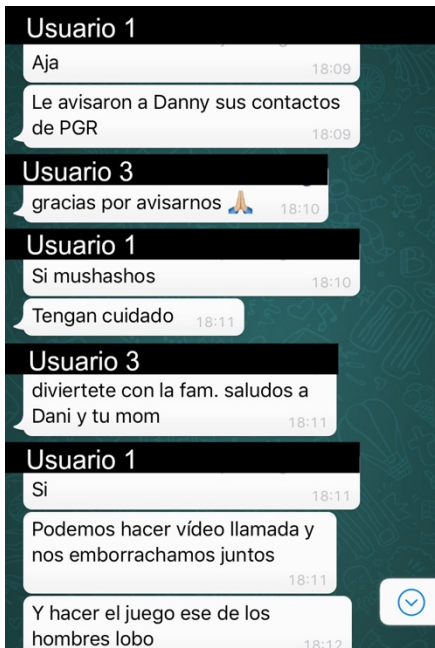 Usuario 1
Aja
18:09
Le avisaron a Danny sus contactos
de PGR
18:09
Usuario 3
gracias por avisarnos 🙏🏼
18:10
Usuario 1
Si mushashos
18:10
Tengan cuidado
18:11
Usuario 3
diviertete con la fam. saludos a
Dani y tu mom
18:11
Usuario 1
Si
18:11
Podemos hacer vídeo llamada y
nos emborrachamos juntos
18:11
Y hacer el juego ese de los
hombres lobo
18:12